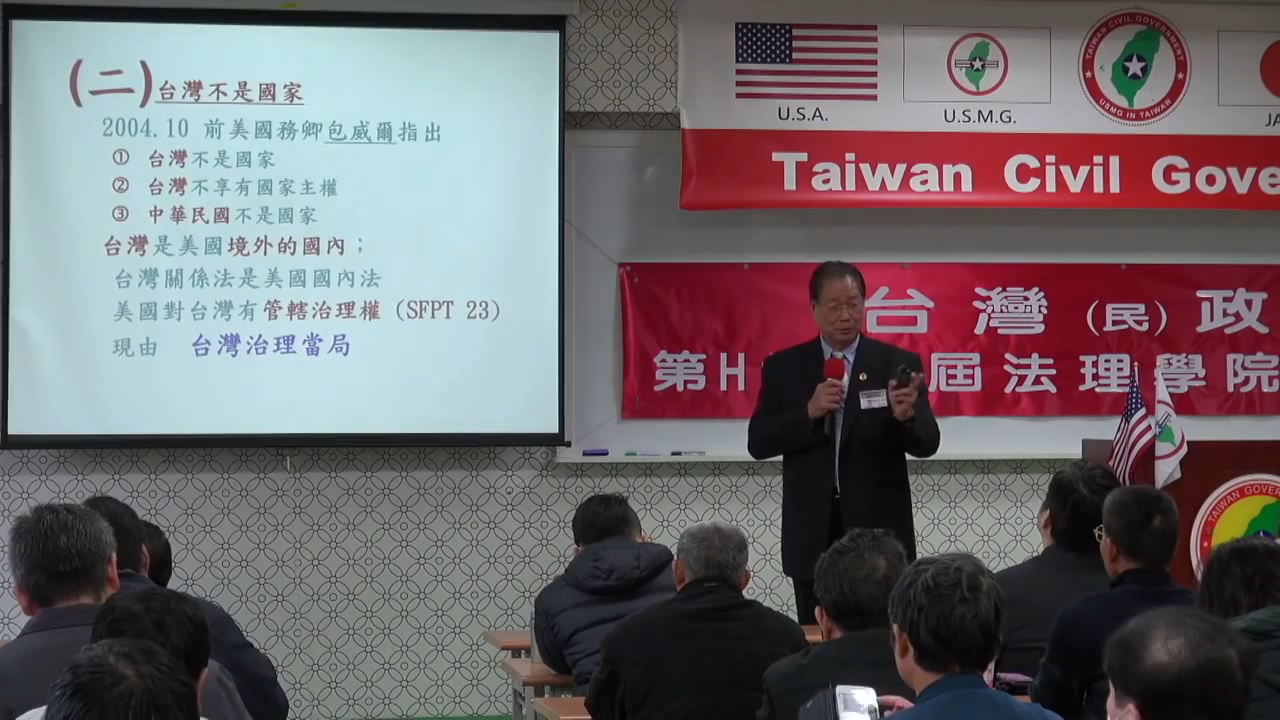 (二)台灣不是國家
2004.10 前美國務卿包威爾指出
① 台灣不是國家
② 台灣不享有國家主權
③ 中華民國不是國家
台灣是美國境外的國內；
台灣關係法是美國國內法
美國對台灣有管轄治理權 (SFPT 23)
現由 台灣治理當局
U.S.A.
U.S.M.G.
TAIWAN CIVIL GOVERNMENT
USMG IN TAIWAN
JA
Taiwan Civil Gove
台灣(民)政
第H 屆法理學院
TAIWAN GOVER